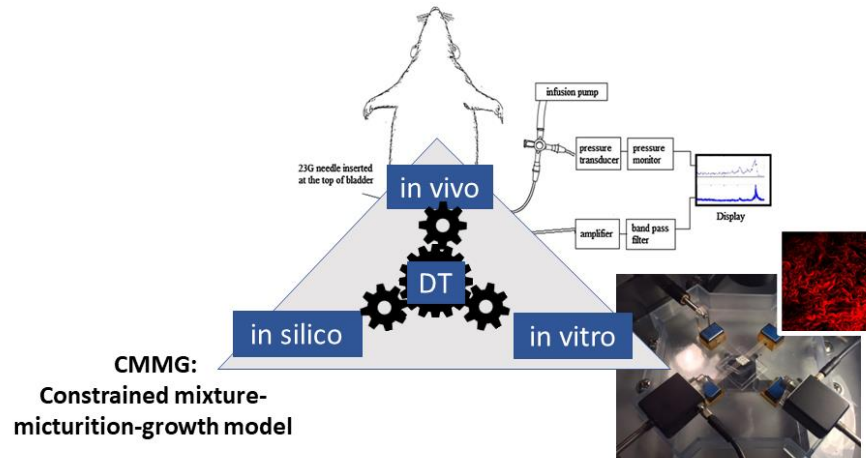 infusion pump
23G needle inserted
at the top of bladder
pressure
transducer
pressure
monitor
in vivo
Display
amplifier
band pass
filter
DT
in silico
in vitro
CMMG:
Constrained mixture-
micturition-growth model